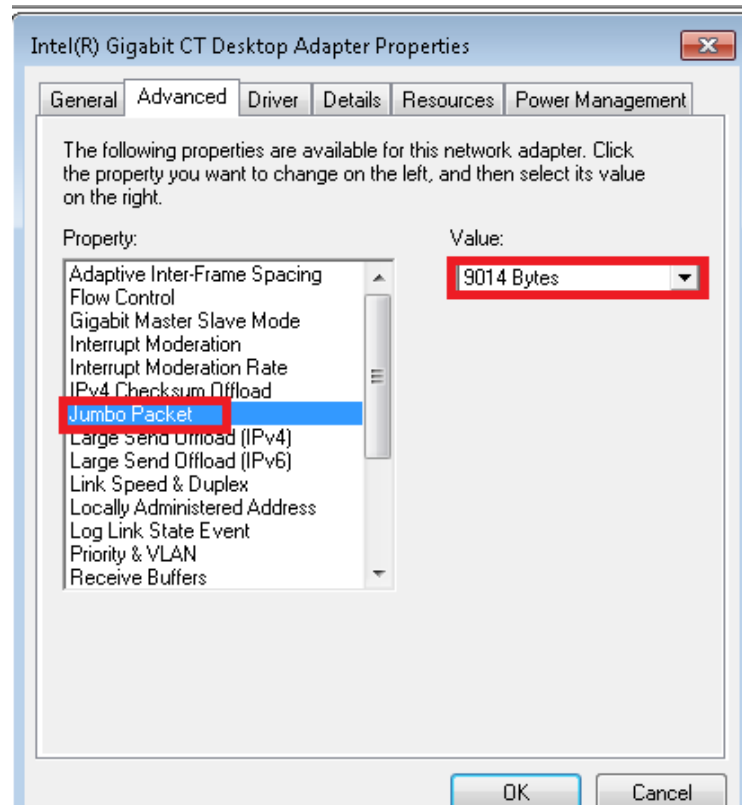 Intel(R) Gigabit CT Desktop Adapter Properties
General Advanced Driver Details Resources Power Management
The following properties are available for this network adapter. Click
the property you want to change on the left, and then select its value
on the right.
Property:
Value:
Adaptive Inter-Frame Spacing
Flow Control
Gigabit Master Slave Mode
Interrupt Moderation
Interrupt Moderation Rate
IPv4 Checksum Offload
Jumbo Packet
Large Send Offload (IPv4)
Large Send Offload (IPv6)
Link Speed & Duplex
Locally Administered Address
Log Link State Event
Priority & VLAN
Receive Buffers
9014 Bytes
OK
Cancel